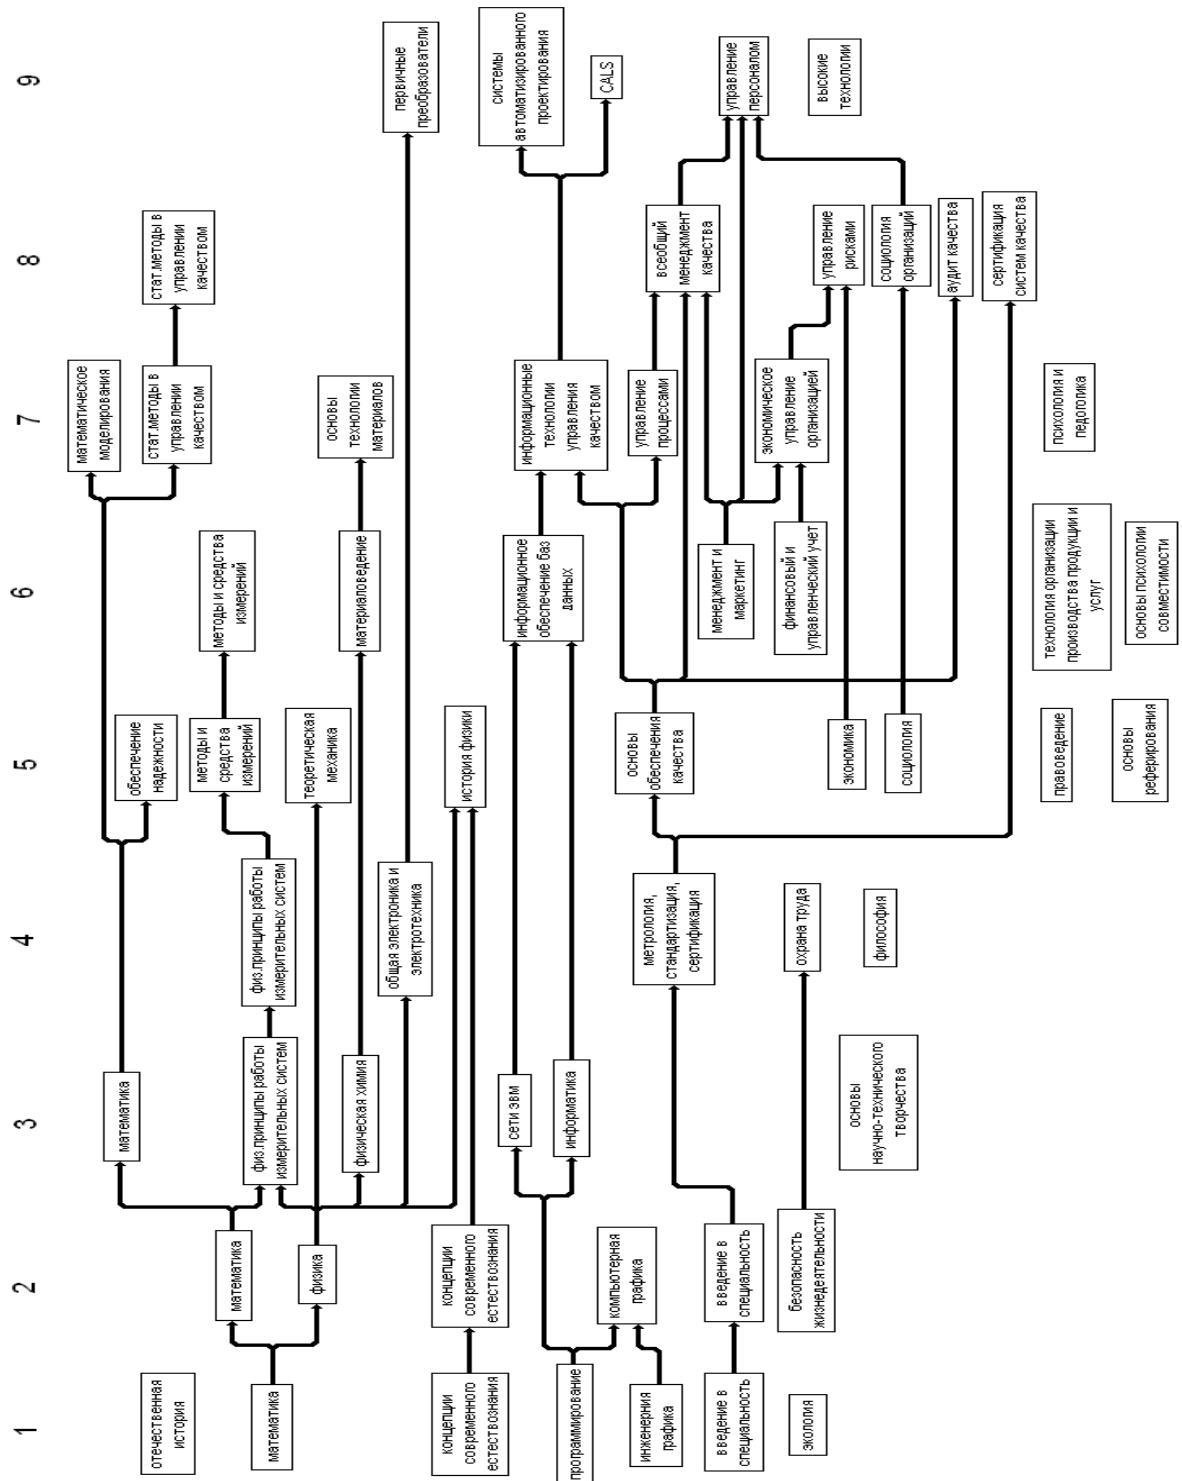 9
первичные
преобразователи
системы
автоматизированного
проектирования
CALS
управление
персоналом
высокие
технологии
8
стат.методы в
управлении
качеством
всеобщий
менеджмент
качества
управление
рисками
социология
организаций
аудит качества
сертификация
систем качества
7
математическое
моделирования
стат.методы в
управлении
качеством
основы
технологии
материалов
информационные
технологии
управления
качеством
управление
процессами
экономическое
управление
организацией
психология и
педогогика
6
методы и средства
измерений
материаловедение
информационное
обеспечение баз
данных
менеджмент и
маркетинг
финансовый и
управленческий учет
технология организации
производства продукции и
услуг
основы психологии
совместимости
5
обеспечение
надежности
методы и
средства
измерений
теоретическая
механика
история физики
основы
обеспечения
качества
экономика
социология
правоведение
основы
реферирования
4
физ.принципы работы
измерительных систем
общая электроника и
электротехника
метрология,
стандартизация,
сертификация
охрана труда
философия
3
математика
физ.принципы работы
измерительных систем
физическая химия
сети эвм
информатика
основы
научно-технического
творчества
2
математика
физика
концепции
современного
естествознания
компьютерная
графика
введение в
специальность
безопасность
жизнедеятельности
1
отечественная
история
математика
концепции
современного
естествознания
программирование
инженерния
графика
введение в
специальность
экология